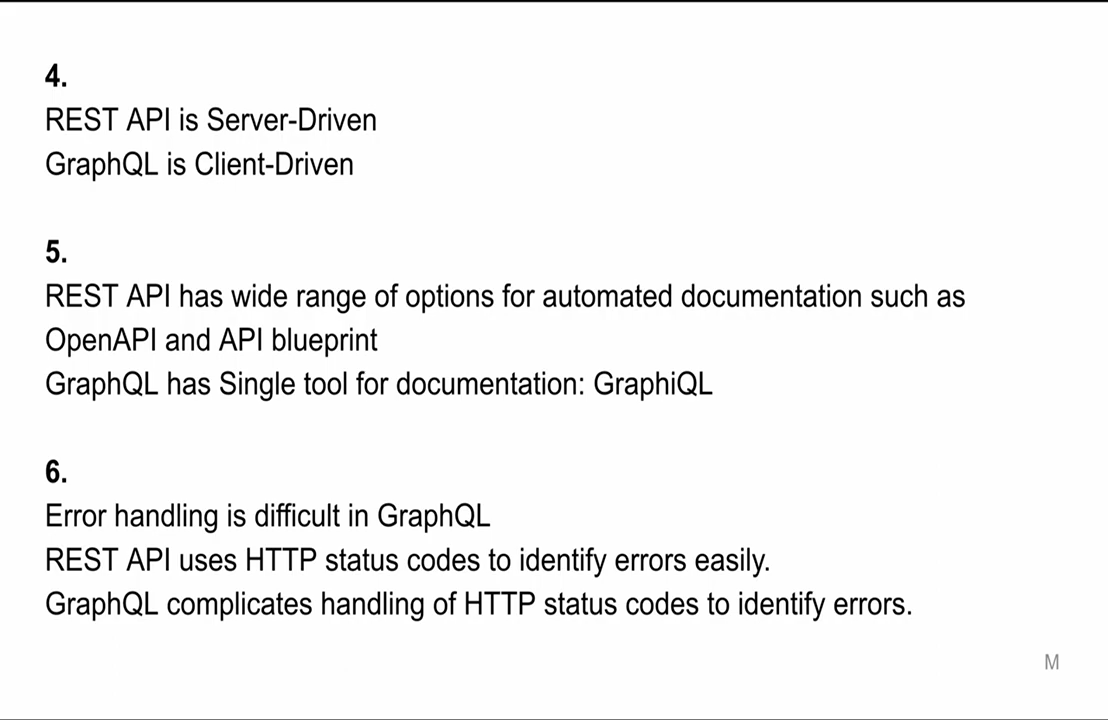 4.
REST API is Server-Driven
GraphQL is Client-Driven
5.
REST API has wide range of options for automated documentation such as
OpenAPI and API blueprint
GraphQL has Single tool for documentation: GraphiQL
6.
Error handling is difficult in GraphQL
REST API uses HTTP status codes to identify errors easily.
GraphQL complicates handling of HTTP status codes to identify errors.
M